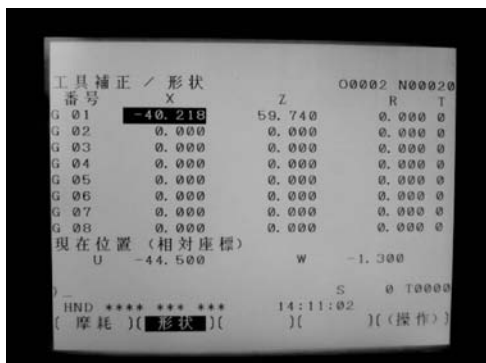 工具補正 / 形状 O0002 N00020
番号 X Z R T
G 01 -40.218 59.740 0.000 0
G 02 0.000 0.000 0.000 0
G 03 0.000 0.000 0.000 0
G 04 0.000 0.000 0.000 0
G 05 0.000 0.000 0.000 0
G 06 0.000 0.000 0.000 0
G 07 0.000 0.000 0.000 0
G 08 0.000 0.000 0.000 0
現在位置 (相対座標)
U -44.500 W -1.300
)_ S 0 T0000
HND **** *** *** 14:11:02
[ 摩耗 )( 形状 )( )( )((操作))